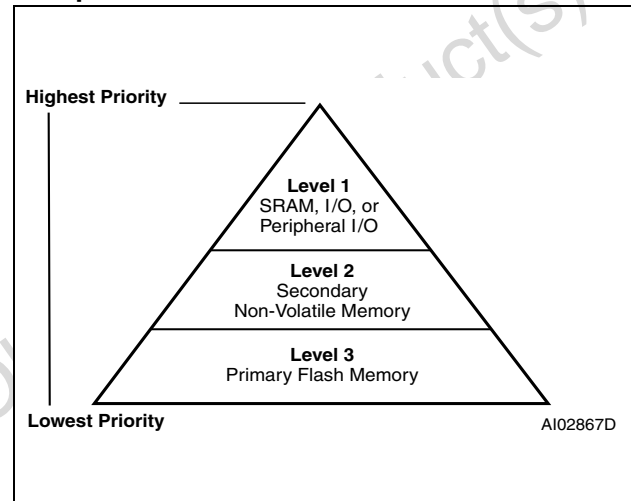 Highest Priority
Level 1
SRAM, I/O, or
Peripheral I/O
Level 2
Secondary
Non-Volatile Memory
Level 3
Primary Flash Memory
Lowest Priority
AI02867D